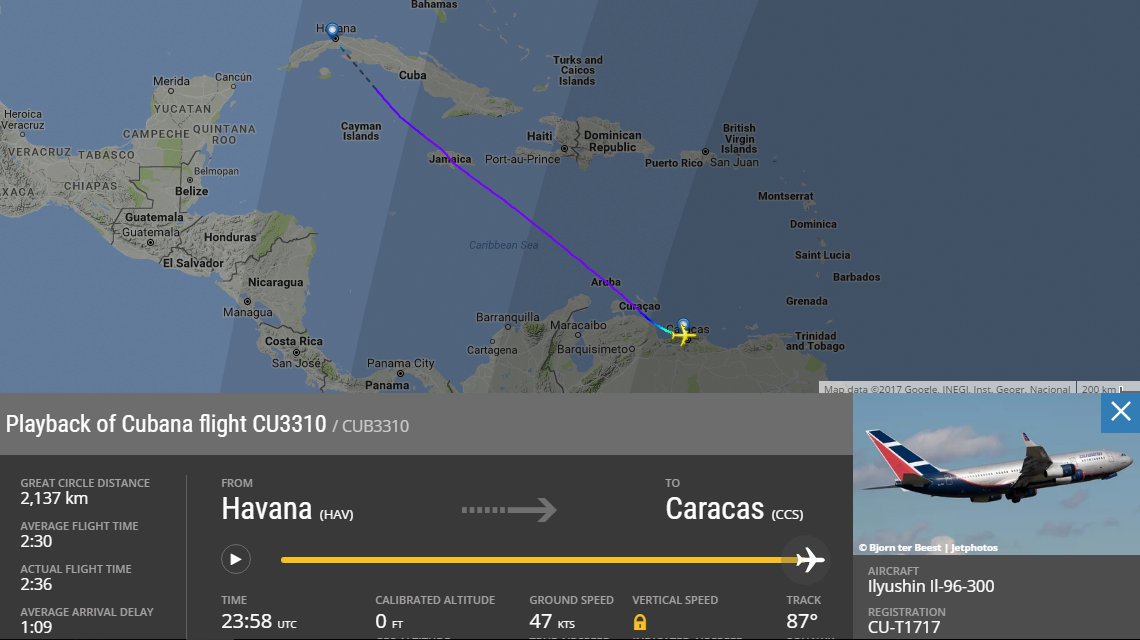 Bahamas
Havana
Cuba
Turks and
Caicos
Islands
Mérida
Cancún
YUCATAN
Heroica
Veracruz
CAMPECHE
QUINTANA
ROO
Cayman
Islands
Haiti
Dominican
Republic
British
Virgin
Islands
VERACRUZ
TABASCO
Jamaica
Port-au-Prince
Puerto Rico
San Juan
Belmopan
CHIAPAS
Belize
OAXACA
Montserrat
Guatemala
Guatemala
Dominica
Honduras
Caribbean Sea
El Salvador
Saint Lucia
Barbados
Nicaragua
Aruba
Grenada
Managua
Curaçao
Barranquilla
Maracaibo
Caracas
Costa Rica
Cartagena
Barquisimeto
Trinidad
and Tobago
San José
Panama City
Panama
Map data ©2017 Google, INEGI, Inst. Geogr. Nacional
200 km
Playback of Cubana flight CU3310 / CUB3310
GREAT CIRCLE DISTANCE
2,137 km
AVERAGE FLIGHT TIME
2:30
ACTUAL FLIGHT TIME
2:36
AVERAGE ARRIVAL DELAY
1:09
FROM
Havana (HAV)
TO
Caracas (CCS)
TIME
23:58 UTC
CALIBRATED ALTITUDE
0 FT
GROUND SPEED
47 KTS
VERTICAL SPEED
TRACK
87°
© Bjorn ter Beest | Jetphotos
AIRCRAFT
Ilyushin Il-96-300
REGISTRATION
CU-T1717